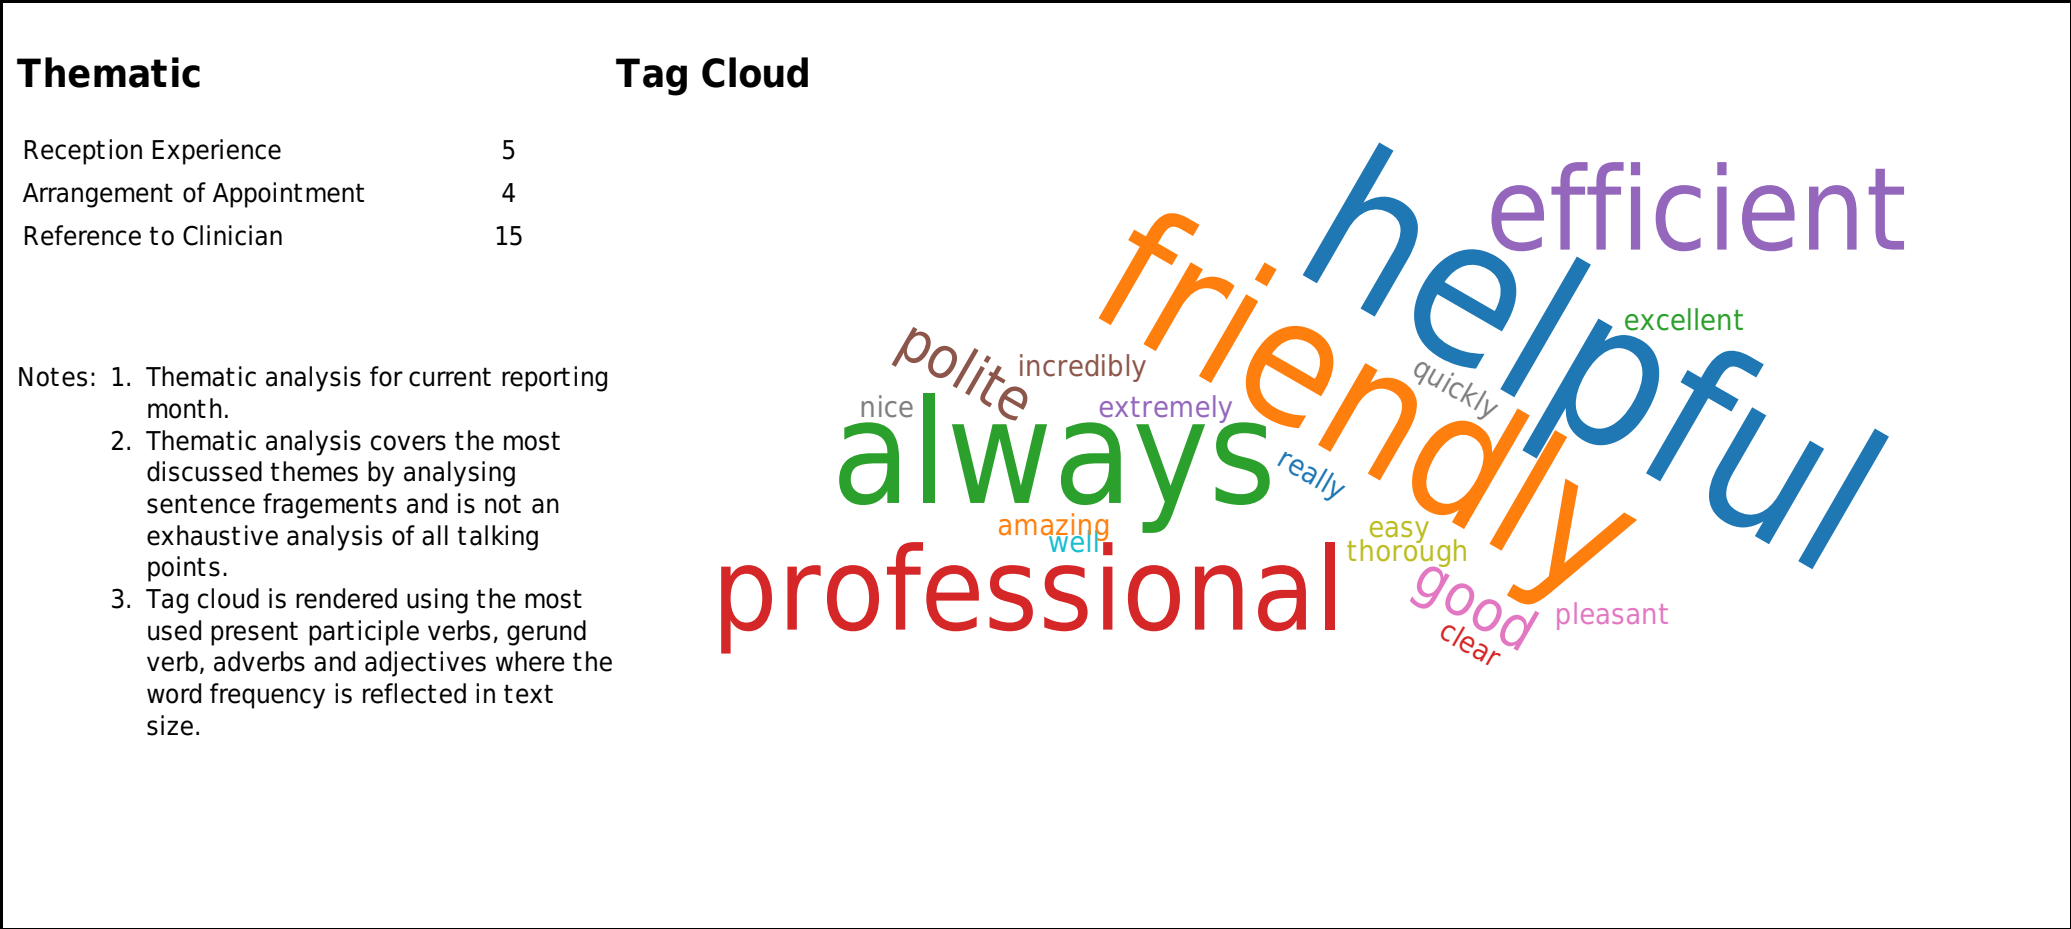 Thematic
Reception Experience 5
Arrangement of Appointment 4
Reference to Clinician 15
Notes: 1. Thematic analysis for current reporting
month.
2. Thematic analysis covers the most
discussed themes by analysing
sentence fragements and is not an
exhaustive analysis of all talking
points.
3. Tag cloud is rendered using the most
used present participle verbs, gerund
verb, adverbs and adjectives where the
word frequency is reflected in text
size.
Tag Cloud
helpful
efficient
friendly
excellent
polite
incredibly
quickly
nice
extremely
always
really
amazing
well
easy
thorough
professional
good
pleasant
clear